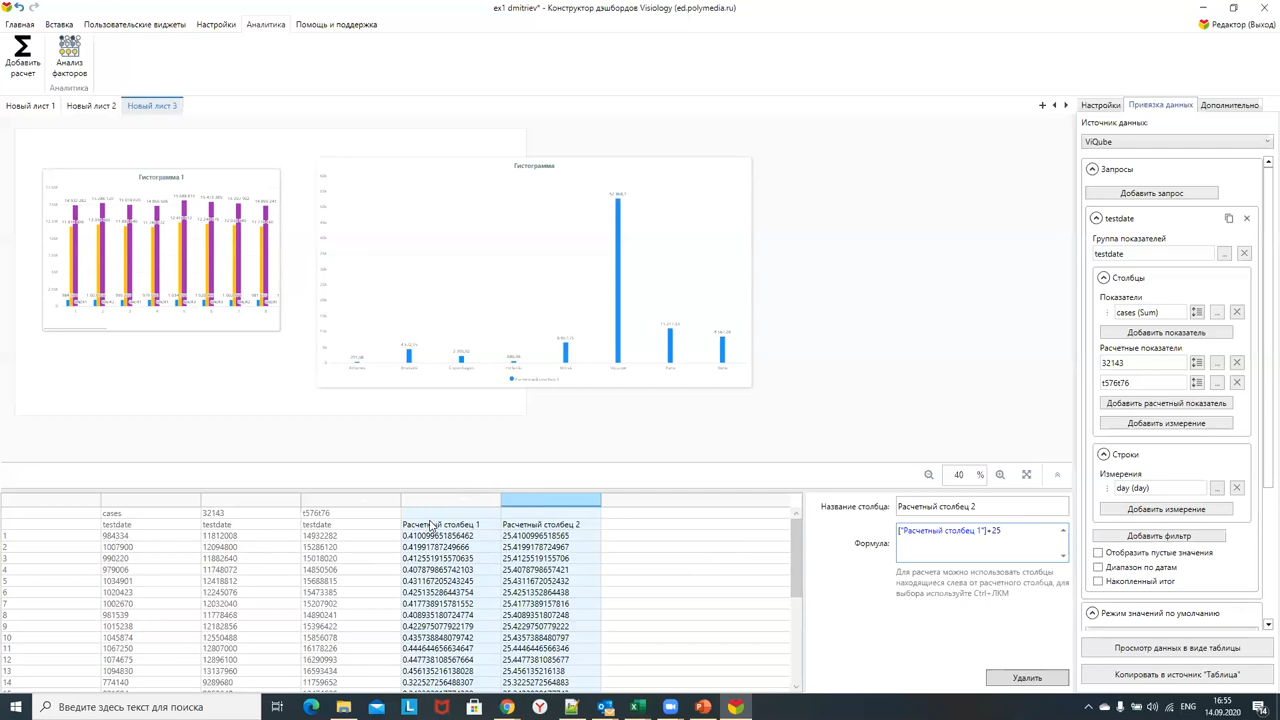 ex1 dmitriev* - Конструктор дэшбордов Visiology (ed.polymedia.ru)
Главная Вставка Пользовательские виджеты Настройки Аналитика Помощь и поддержка
Редактор (Выход)
Добавить расчет
Анализ факторов
Аналитика
Новый лист 1 Новый лист 2 Новый лист 3
Настройки Привязка данных Дополнительно
Источник данных:
ViQube
Запросы
Добавить запрос
testdate
Группа показателей
testdate
Столбцы
Показатели
cases (Sum)
Добавить показатель
Расчетные показатели
32143
t576t76
Добавить расчетный показатель
Добавить измерение
Строки
Измерения
day (day)
Добавить измерение
Добавить фильтр
Отобразить пустые значения
Диапазон по датам
Накопленный итог
Режим значений по умолчанию
Просмотр данных в виде таблицы
Копировать в источник "Таблица"
Гистограмма 1
Гистограмма
40 %
cases 32143 t576t76
testdate testdate testdate Расчетный столбец 1 Расчетный столбец 2
1 984334 11812008 14932282 0.410099651856462 25.4100996518565
2 1007900 12094800 15286120 0.41991787249666 25.4199178724967
3 990220 11882640 15018020 0.412551915570635 25.4125519155706
4 979006 11748072 14850506 0.407879865742103 25.4078798657421
5 1034901 12418812 15688815 0.431167205243245 25.4311672052432
6 1020423 12245076 15473385 0.425135286443754 25.4251352864438
7 1002670 12032040 15207902 0.417738915781552 25.4177389157816
8 981539 11778468 14890241 0.408935180724774 25.4089351807248
9 1015238 12182856 15396422 0.422975077922179 25.4229750779222
10 1045874 12550488 15856078 0.435738848079742 25.4357388480797
11 1067250 12807000 16178226 0.444644656634647 25.4446446566346
12 1074675 12896100 16290993 0.447738108567664 25.4477381085677
13 1094830 13137960 16593434 0.456135216138028 25.456135216138
14 774140 9289680 11759652 0.322527256488307 25.3225272564883
Название столбца: Расчетный столбец 2
Формула: ["Расчетный столбец 1"]+25
Для расчета можно использовать столбцы
находящиеся слева от расчетного столбца, для
выбора используйте Ctrl+ЛКМ
Удалить
Введите здесь текст для поиска
РУС
16:55
14.09.2020